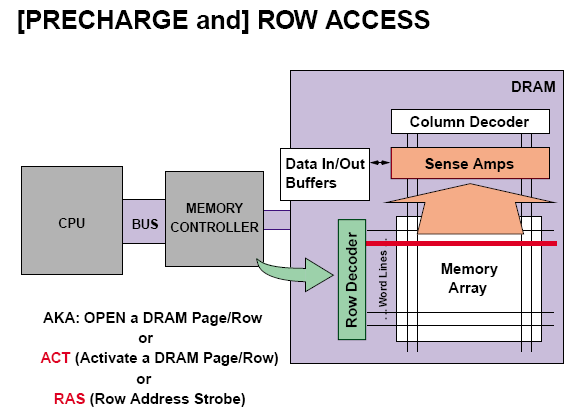 [PRECHARGE and] ROW ACCESS
DRAM
Column Decoder
Data In/Out
Buffers
Sense Amps
CPU
BUS
MEMORY
CONTROLLER
Row Decoder
. . . Word Lines . . .
Memory
Array
AKA: OPEN a DRAM Page/Row
or
ACT (Activate a DRAM Page/Row)
or
RAS (Row Address Strobe)